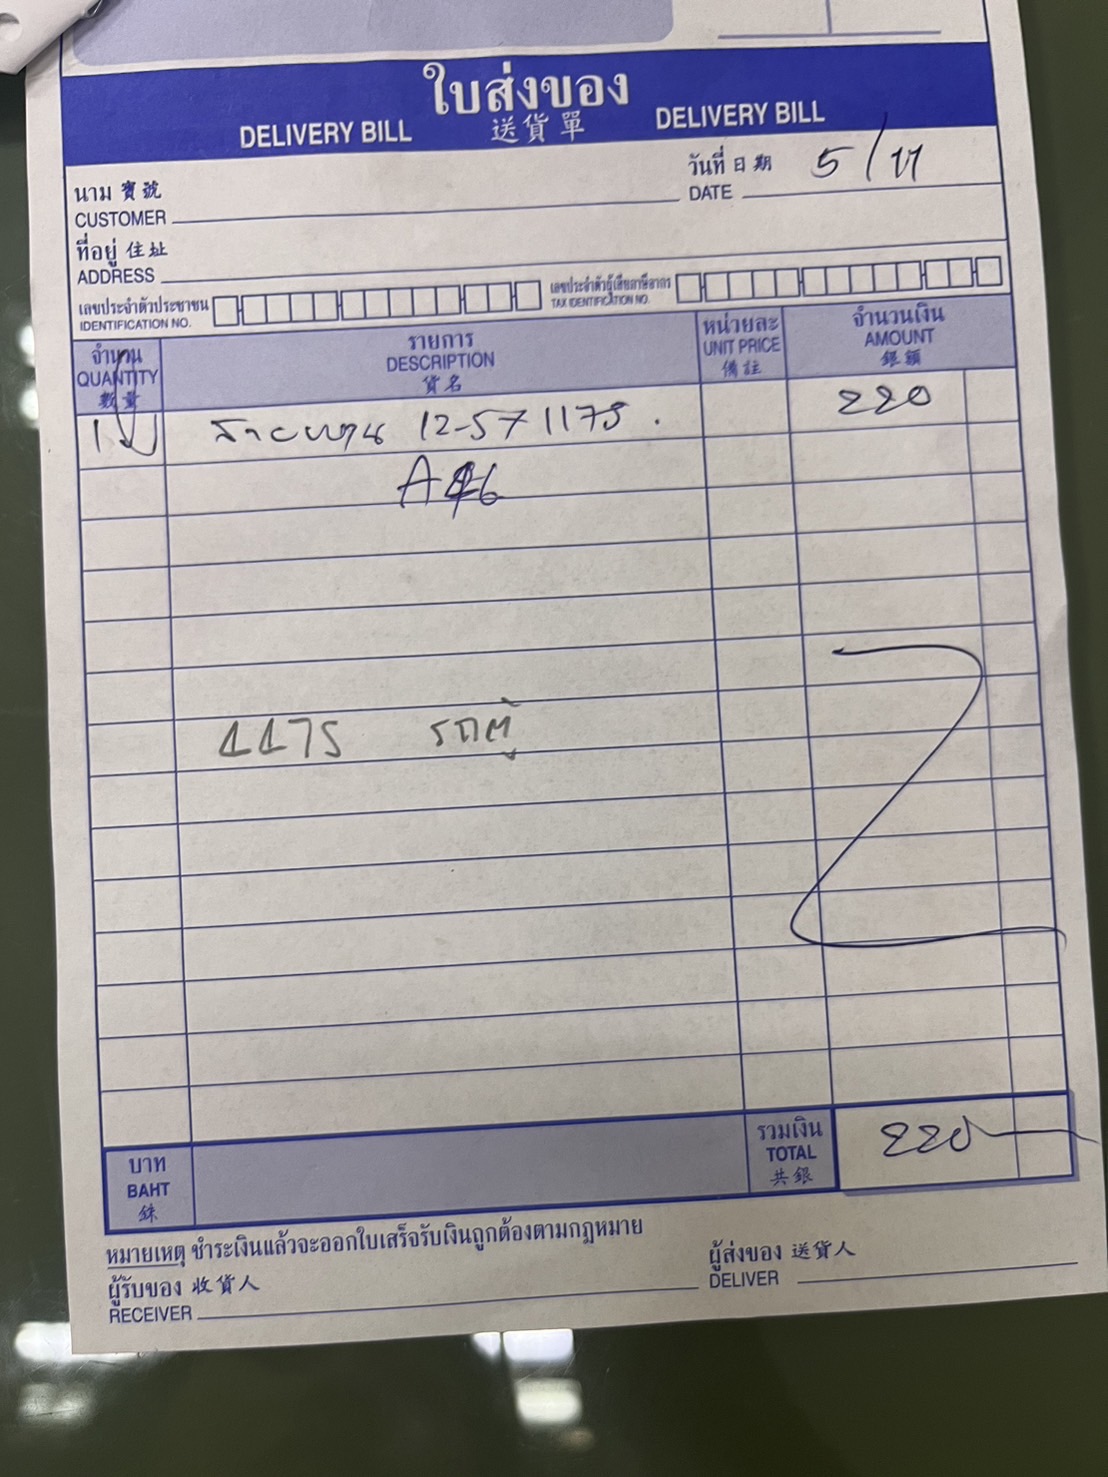 ใบส่งของ
DELIVERY BILL 送貨單 DELIVERY BILL
นาม 寶號 วันที่ 日期 5/11
CUSTOMER DATE
ที่อยู่ 住址
ADDRESS
เลขประจำตัวประชาชน เลขประจำตัวผู้เสียภาษีอากร
IDENTIFICATION NO. TAX IDENTIFICATION NO.
จำนวน รายการ หน่วยละ จำนวนเงิน
QUANTITY DESCRIPTION UNIT PRICE AMOUNT
數量 貨名 備註 銀額
1 12-57 1175. 220
4475 รถตู้
บาท รวมเงิน 220
BAHT TOTAL
銖 共銀
หมายเหตุ ชำระเงินแล้วจะออกใบเสร็จรับเงินถูกต้องตามกฎหมาย
ผู้รับของ 收貨人 ผู้ส่งของ 送貨人
RECEIVER DELIVER